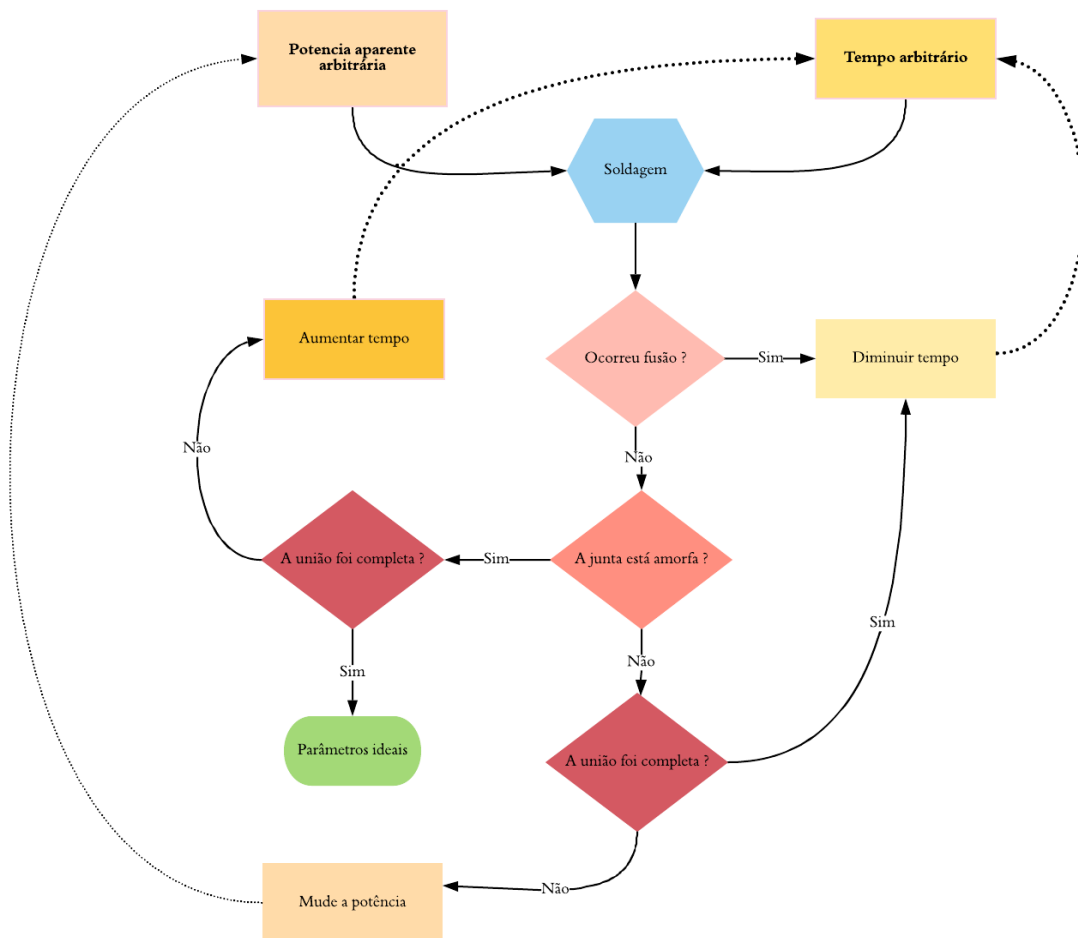 Potencia aparente
arbitrária
Tempo arbitrário
Soldagem
Aumentar tempo
Ocorreu fusão ?
Sim
Diminuir tempo
Não
Não
A união foi completa ?
Sim
A junta está amorfa ?
Sim
Não
Sim
Parâmetros ideais
A união foi completa ?
Não
Mude a potência